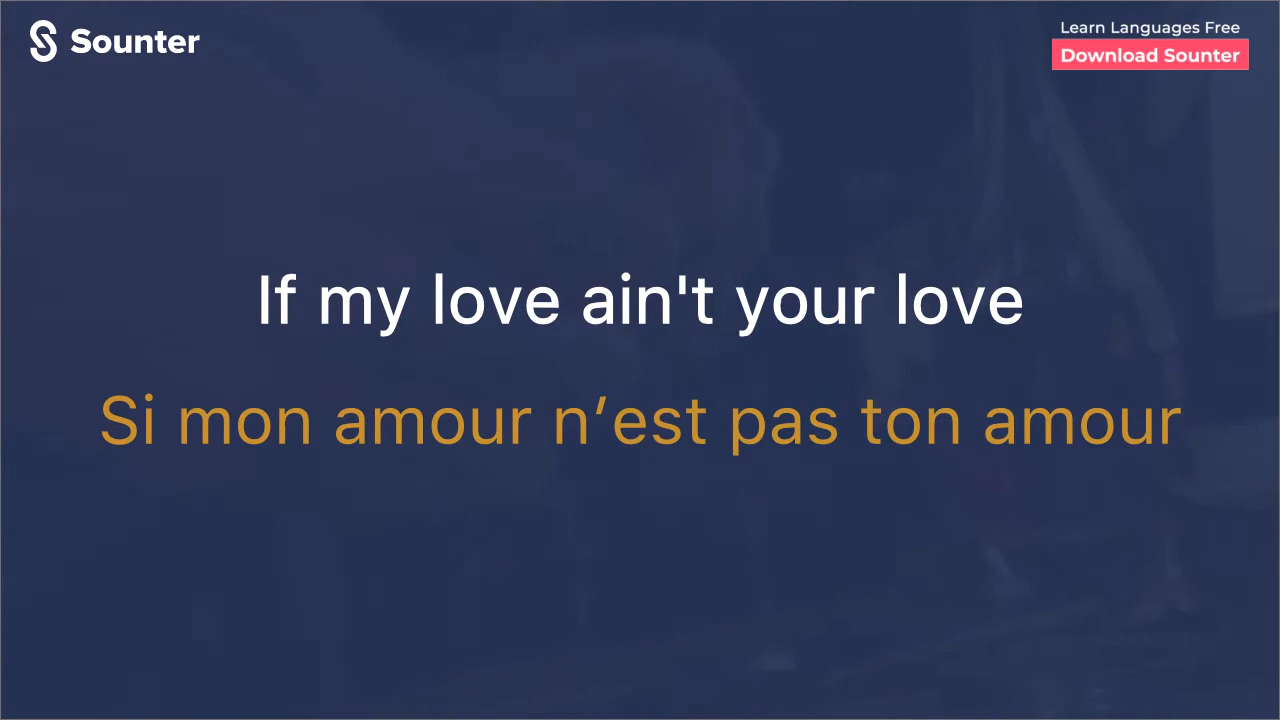 Sounter
Learn Languages Free
Download Sounter
If my love ain't your love
Si mon amour n’est pas ton amour